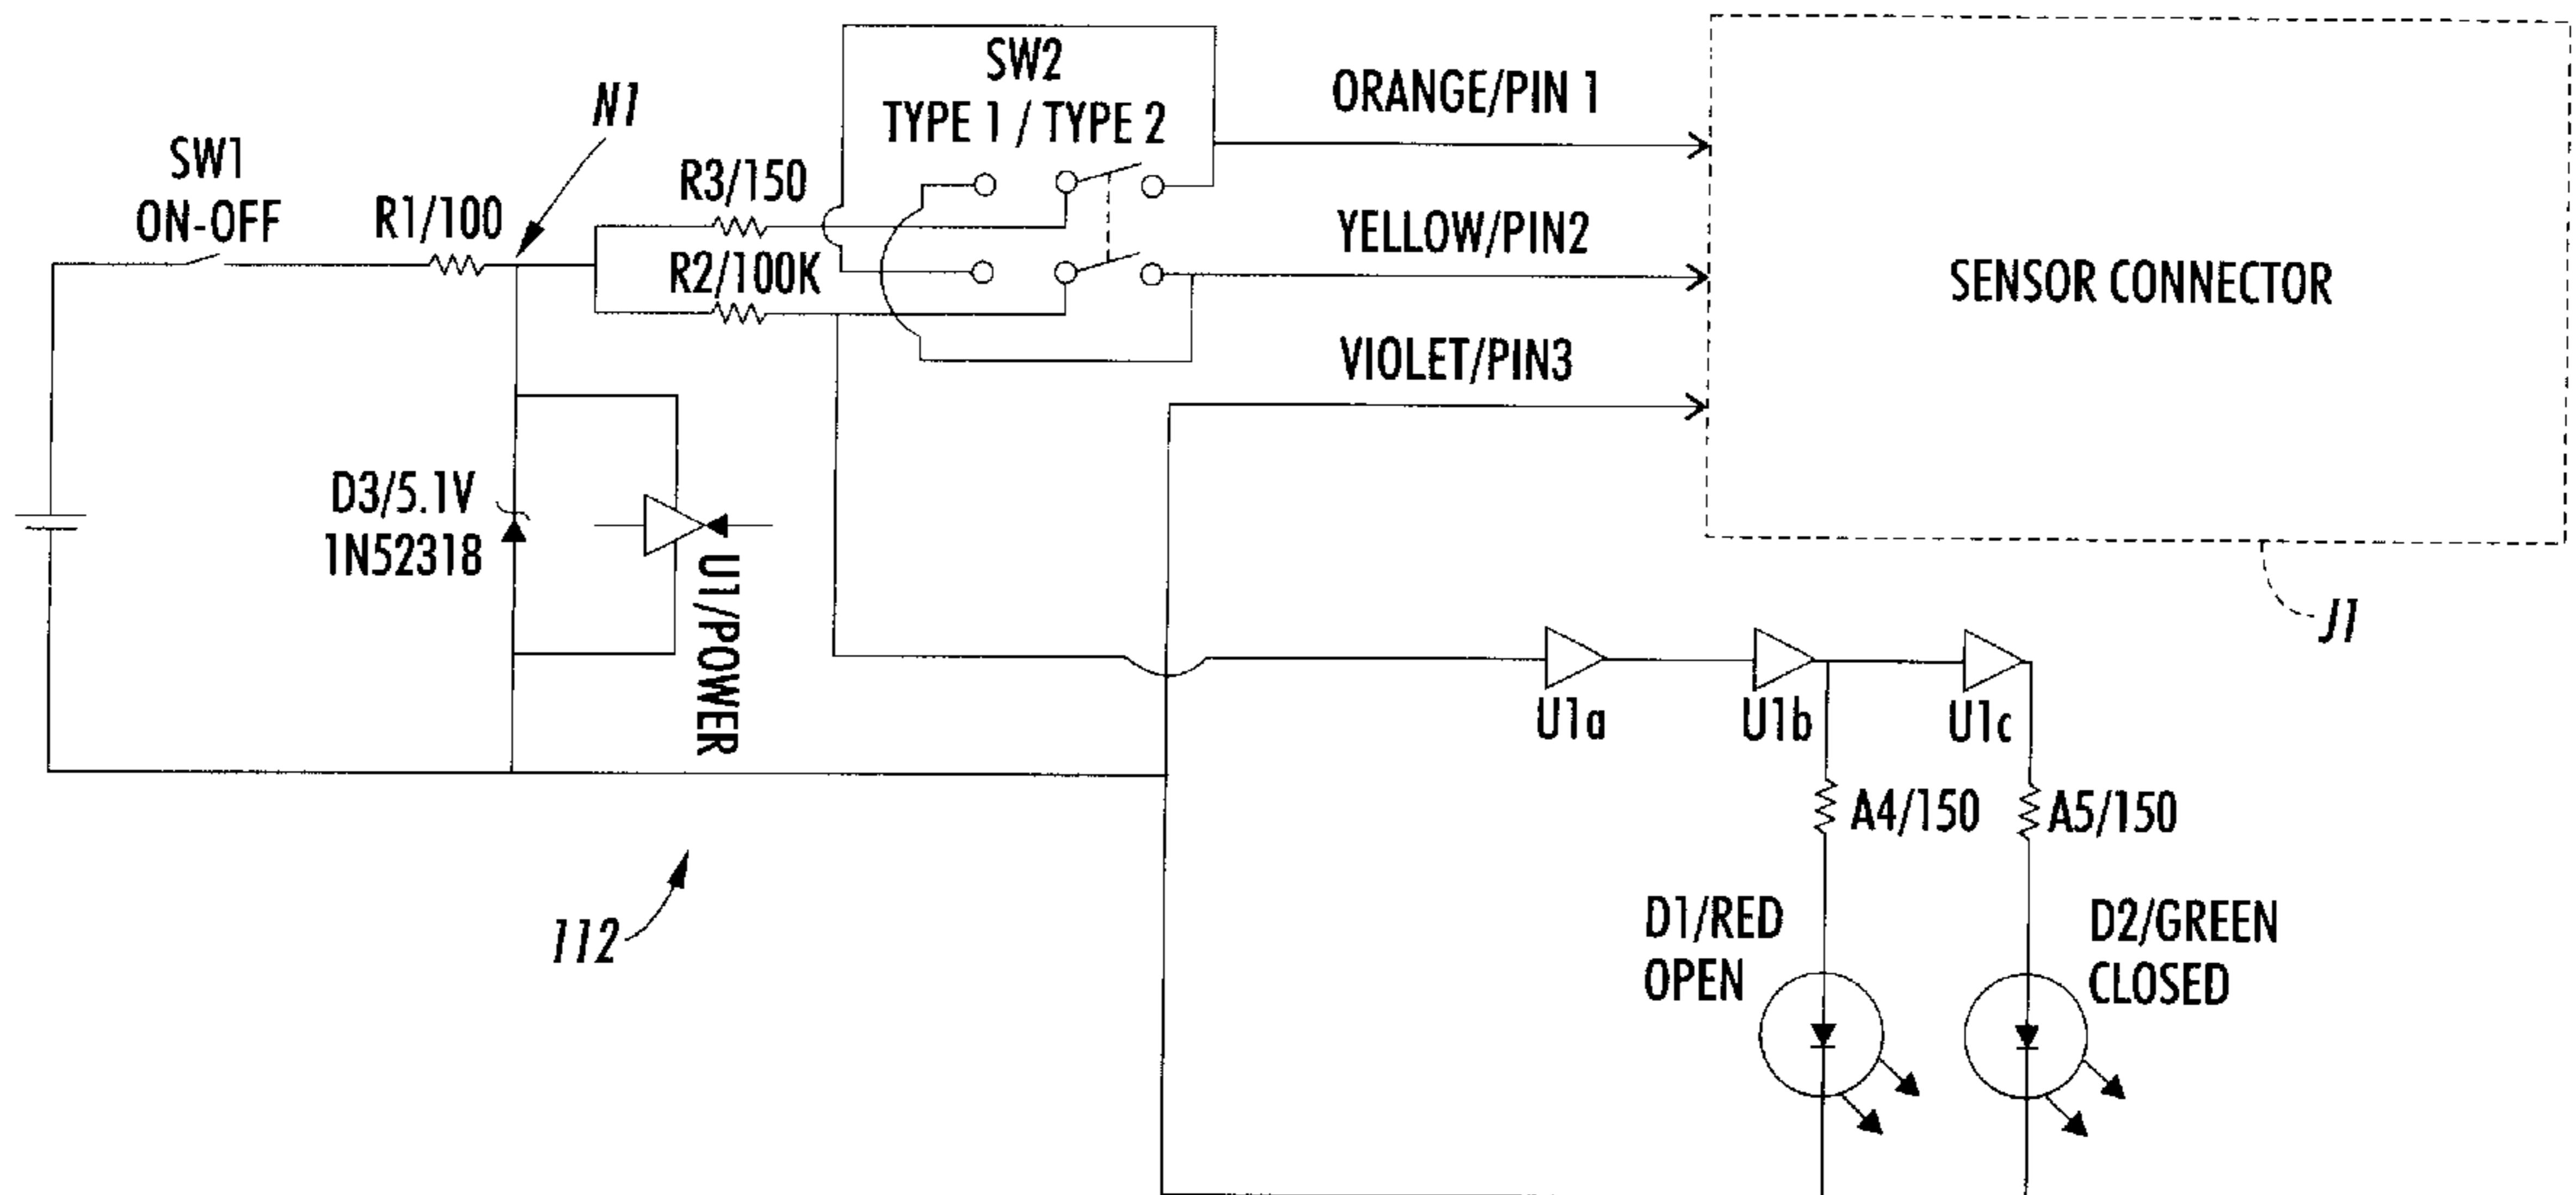 SW2
TYPE 1 / TYPE 2
ORANGE/PIN 1
N1
SW1
ON-OFF
R1/100
R3/150
R2/100K
YELLOW/PIN2
SENSOR CONNECTOR
VIOLET/PIN3
D3/5.1V
1N52318
U1/POWER
J1
U1a
U1b
U1c
A4/150
A5/150
112
D1/RED
OPEN
D2/GREEN
CLOSED